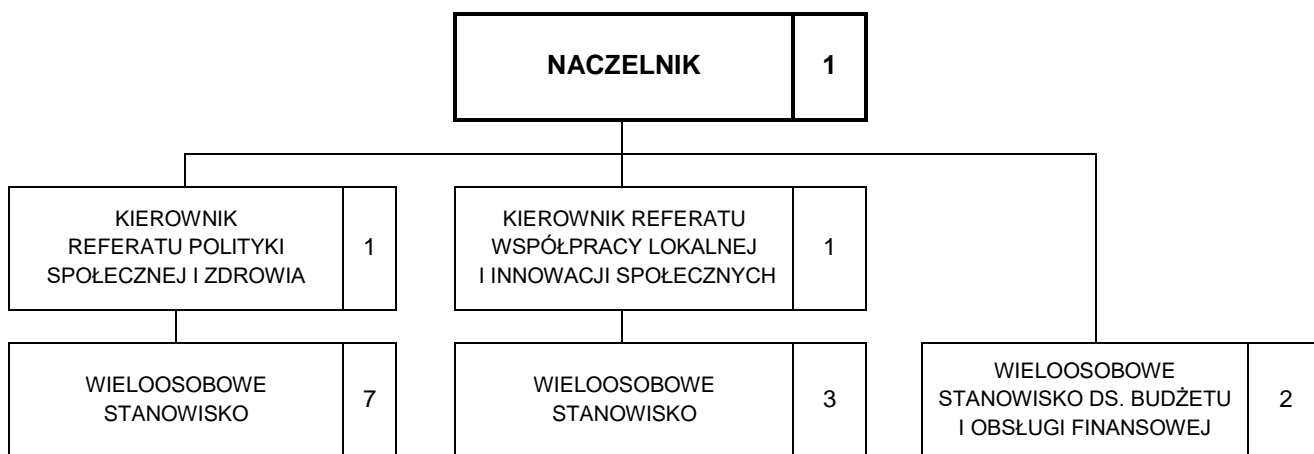 NACZELNIK 1
KIEROWNIK
REFERATU POLITYKI
SPOŁECZNEJ I ZDROWIA
1
KIEROWNIK REFERATU
WSPÓŁPRACY LOKALNEJ
I INNOWACJI SPOŁECZNYCH
1
WIELOOSOBOWE
STANOWISKO
7
WIELOOSOBOWE
STANOWISKO
3
WIELOOSOBOWE
STANOWISKO DS. BUDŻETU
I OBSŁUGI FINANSOWEJ
2